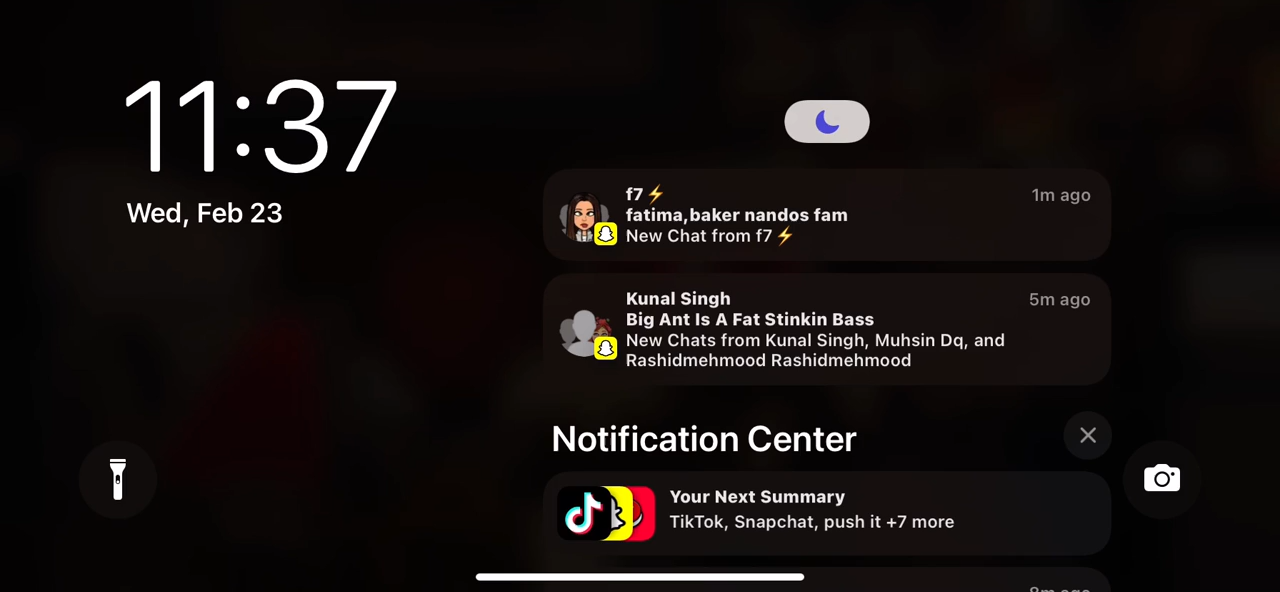 11:37
Wed, Feb 23
f7⚡
1m ago
fatima,baker nandos fam
New Chat from f7⚡
Kunal Singh
5m ago
Big Ant Is A Fat Stinkin Bass
New Chats from Kunal Singh, Muhsin Dq, and
Rashidmehmood Rashidmehmood
Notification Center
Your Next Summary
TikTok, Snapchat, push it +7 more
8m ago